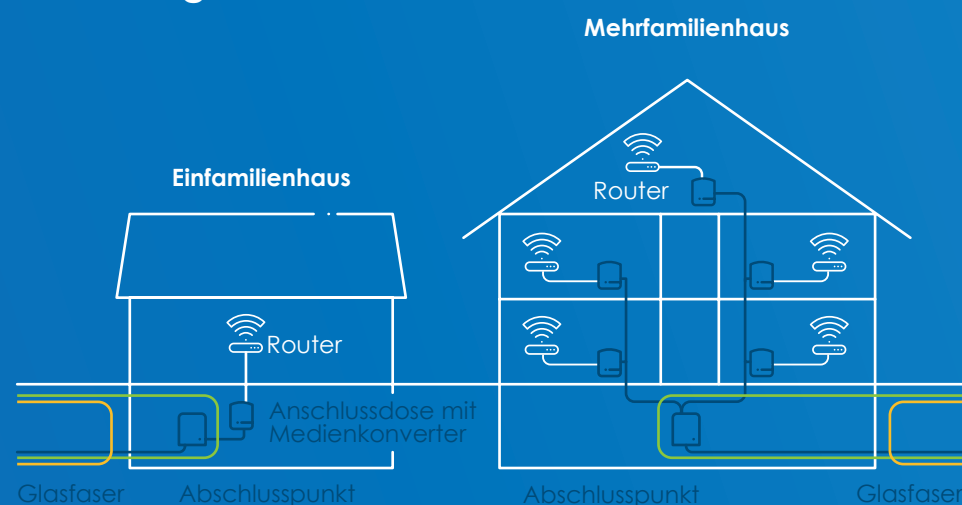 Mehrfamilienhaus
Einfamilienhaus
Router
Router
Anschlussdose mit
Medienkonverter
Glasfaser
Abschlusspunkt
Abschlusspunkt
Glasfaser